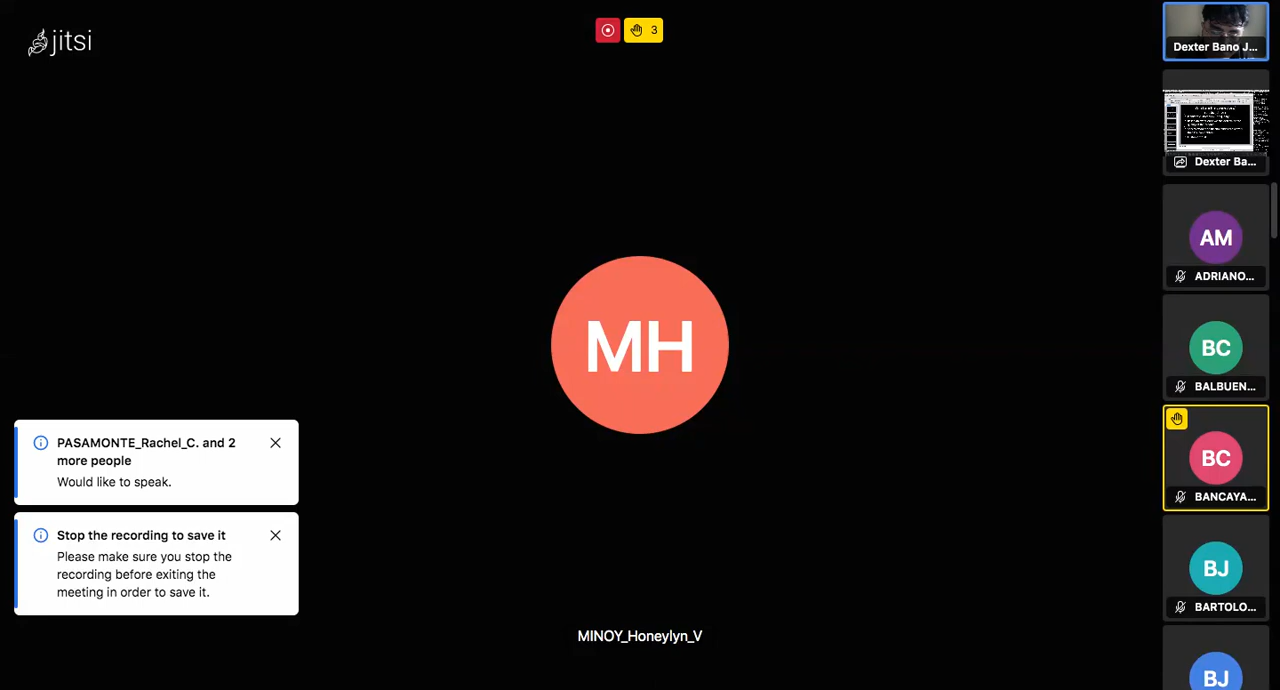 jitsi
3
Dexter Bano J...
Dexter Ba...
AM
ADRIANO...
BC
BALBUEN...
BC
BANCAYA...
BJ
BARTOLO...
BJ
MH
MINOY_Honeylyn_V
PASAMONTE_Rachel_C. and 2
more people
Would like to speak.
Stop the recording to save it
Please make sure you stop the
recording before exiting the
meeting in order to save it.